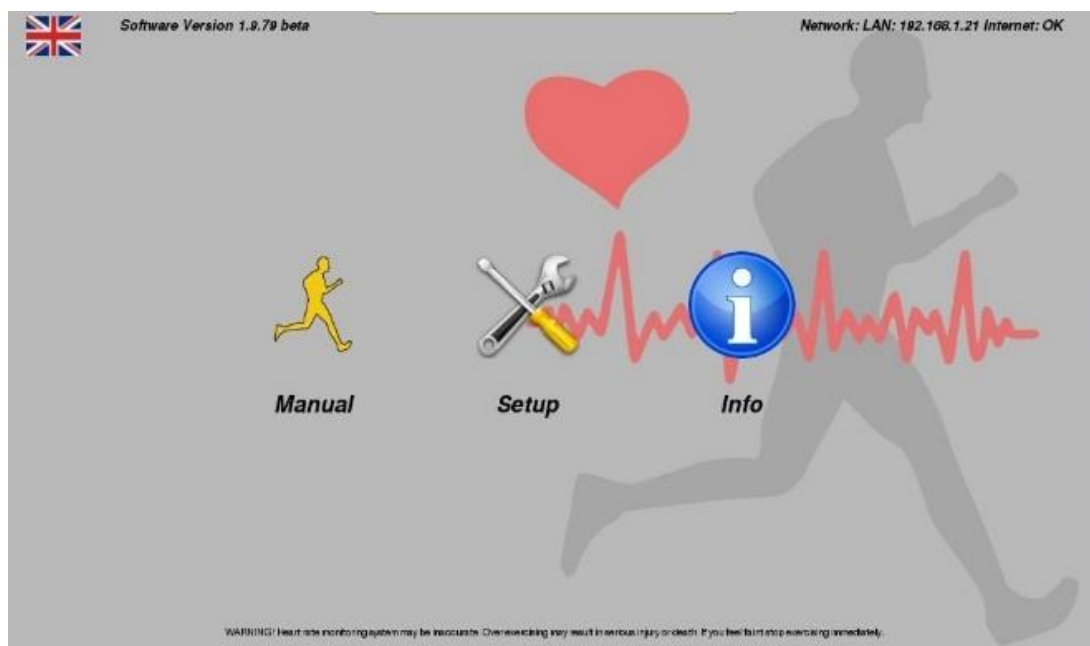 Software Version 1.9.79 beta
Network: LAN: 192.168.1.21 Internet: OK
Manual
Setup
Info
WARNING! Heart rate monitoring system may be inaccurate. Over exercising may result in serious injury or death. If you feel faint stop exercising immediately.